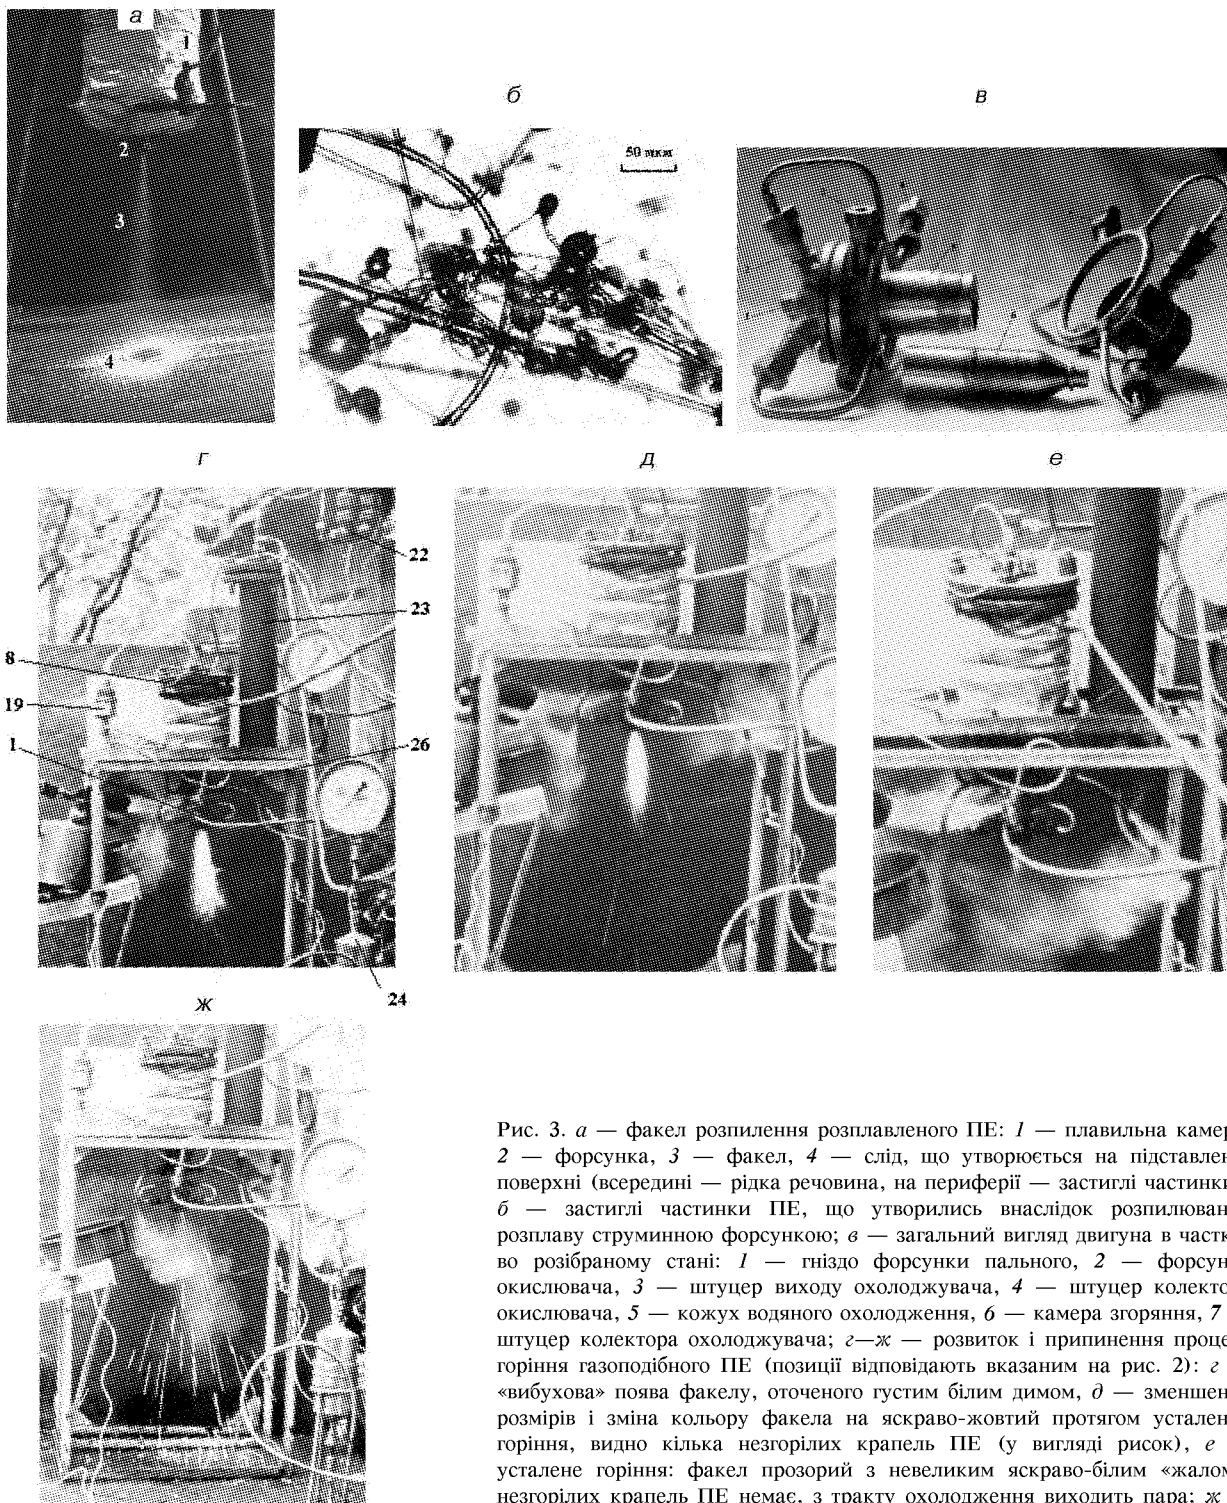 а
1
2
3
4
б
50 мкм
в
6
г
22
23
8
19
1
26
24
д
е
ж
Рис. 3. а — факел розпилення розплавленого ПЕ: 1 — плавильна камер
2 — форсунка, 3 — факел, 4 — слід, що утворюється на підставлен
поверхні (всередині — рідка речовина, на периферії — застиглі частинки
б — застиглі частинки ПЕ, що утворились внаслідок розпилюван
розплаву струминною форсункою; в — загальний вигляд двигуна в частк
во розібраному стані: 1 — гніздо форсунки пального, 2 — форсун
окислювача, 3 — штуцер виходу охолоджувача, 4 — штуцер колекто
окислювача, 5 — кожух водяного охолодження, 6 — камера згоряння, 7
штуцер колектора охолоджувача; г—ж — розвиток і припинення проце
горіння газоподібного ПЕ (позиції відповідають вказаним на рис. 2): г
«вибухова» поява факелу, оточеного густим білим димом, д — зменшен
розмірів і зміна кольору факела на яскраво-жовтий протягом устален
горіння, видно кілька незгорілих крапель ПЕ (у вигляді рисок), е
усталене горіння: факел прозорий з невеликим яскраво-білим «жалом
незгорілих крапель ПЕ немає, з тракту охолодження виходить пара; ж